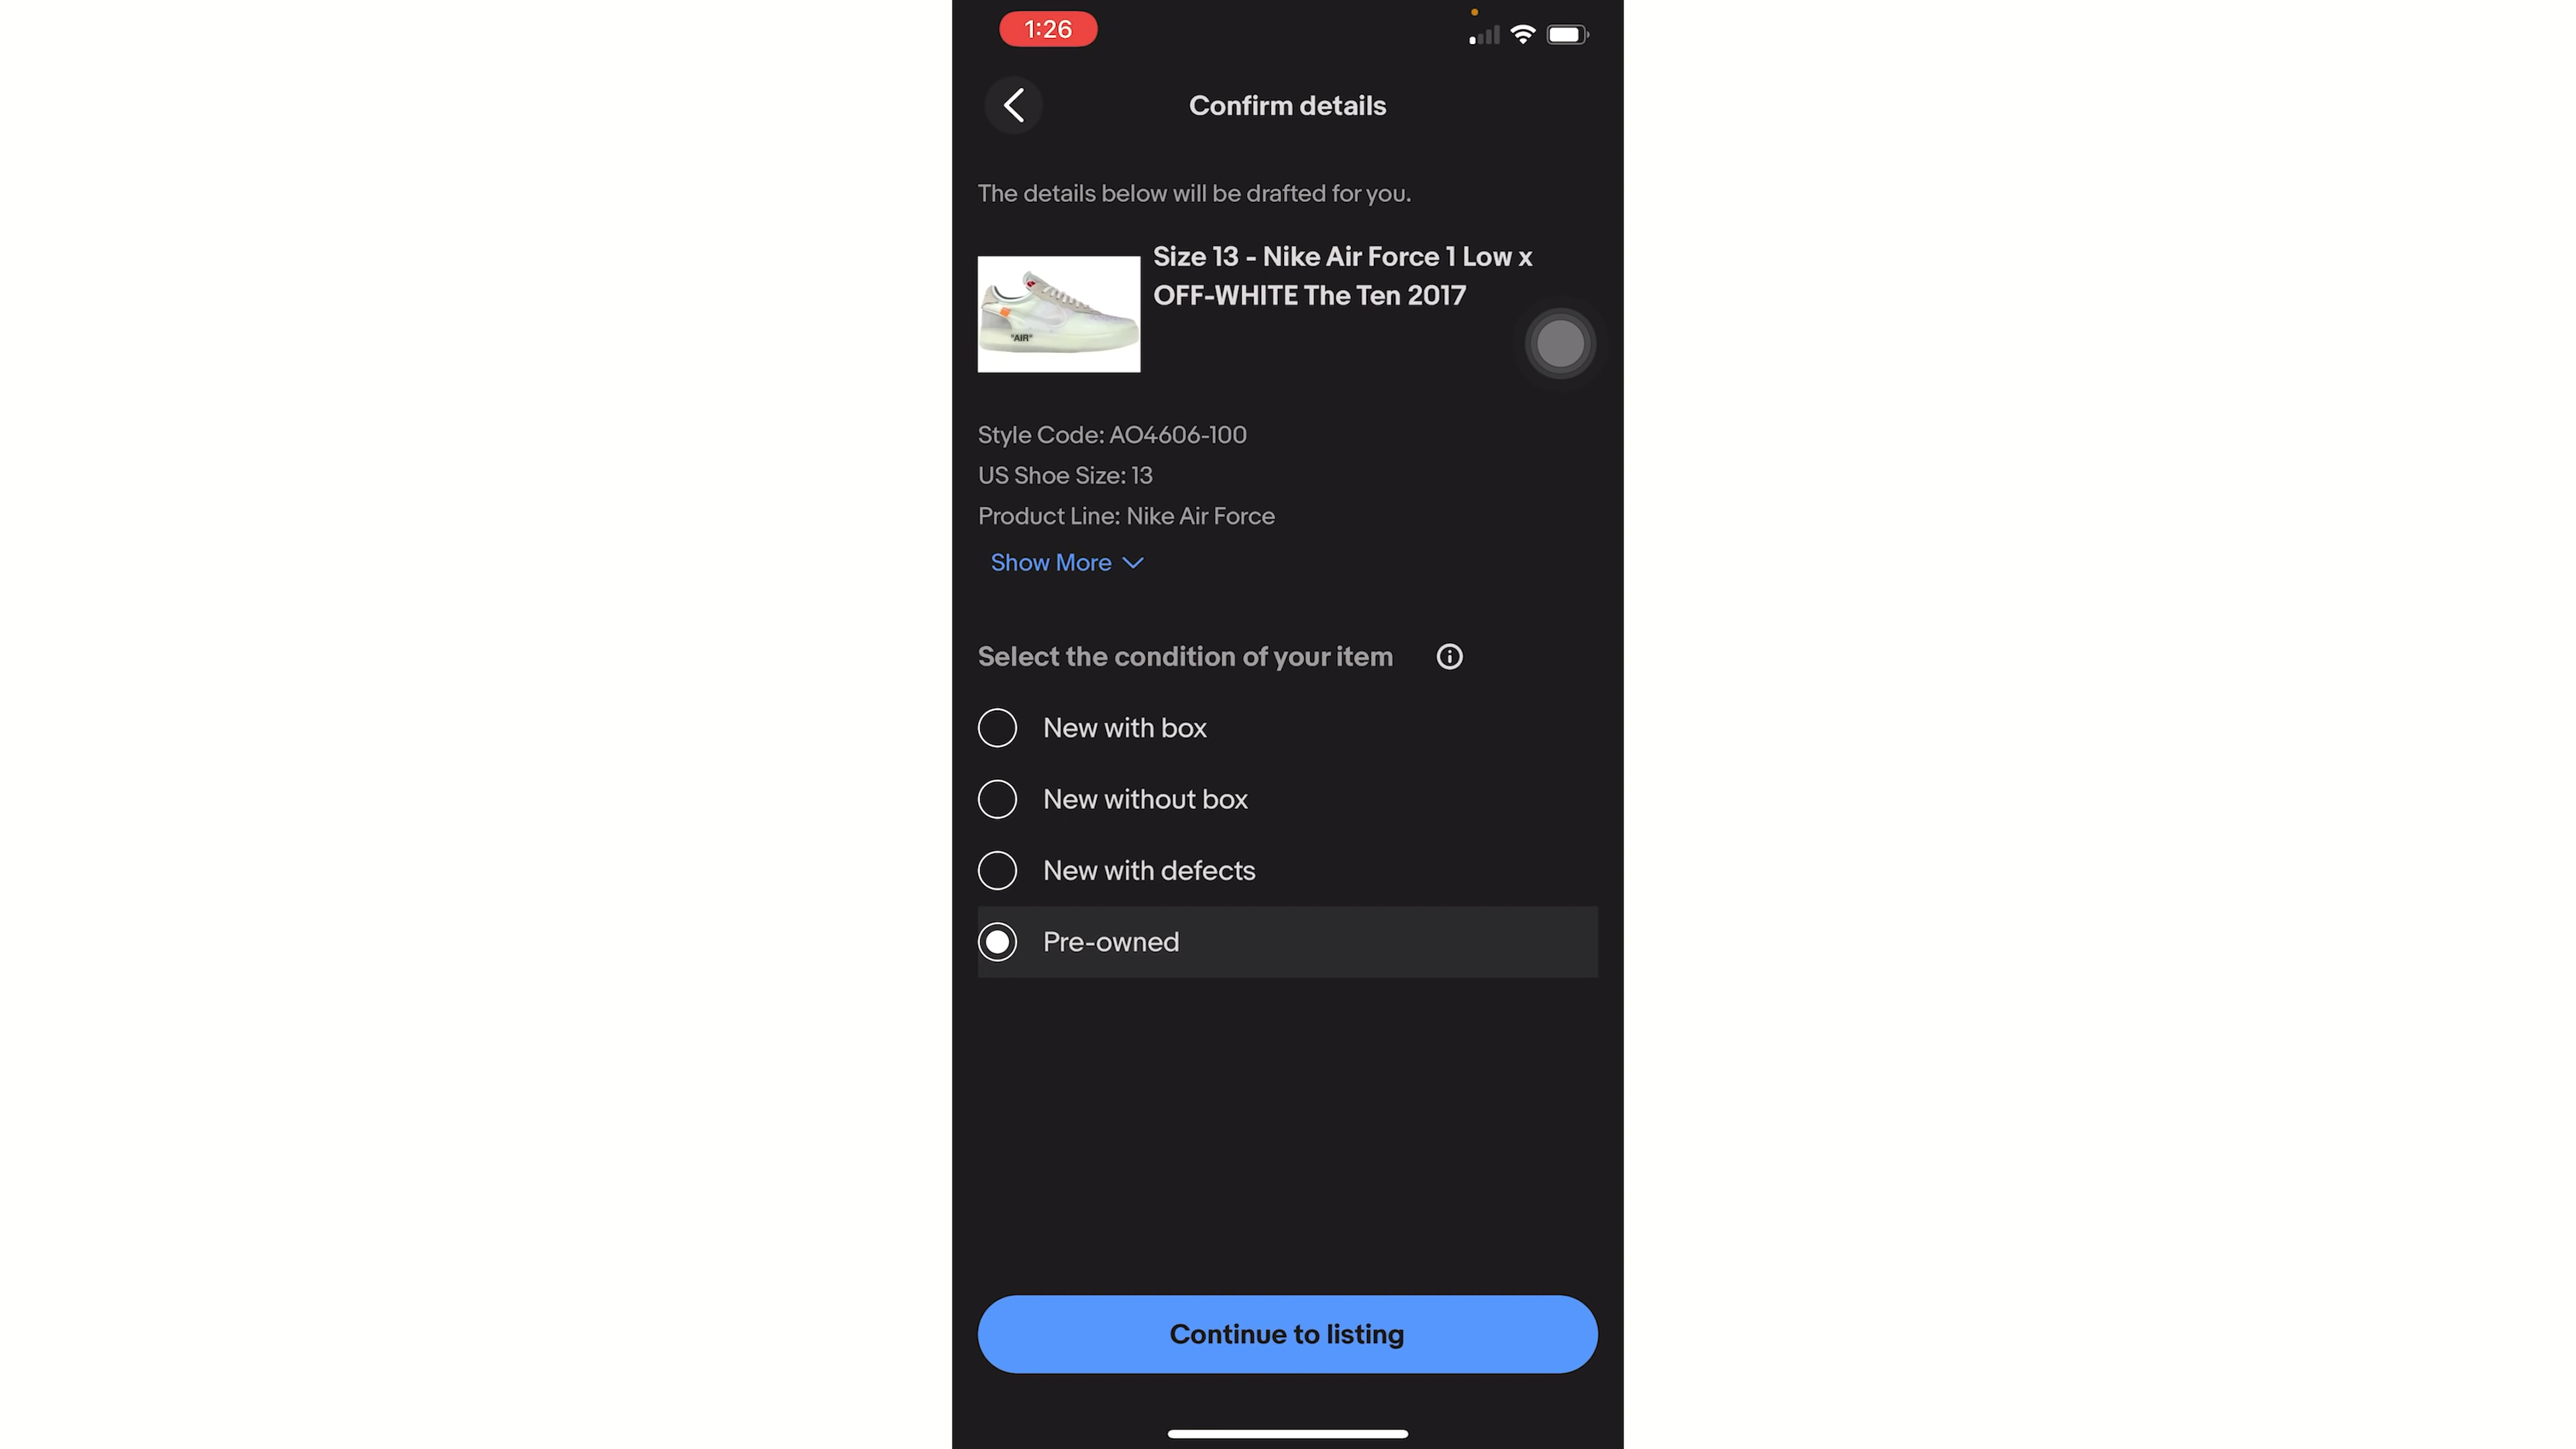 1:26
Confirm details
The details below will be drafted for you.
Size 13 - Nike Air Force 1 Low x
OFF-WHITE The Ten 2017
"AIR"
Style Code: AO4606-100
US Shoe Size: 13
Product Line: Nike Air Force
Show More
Select the condition of your item
New with box
New without box
New with defects
Pre-owned
Continue to listing